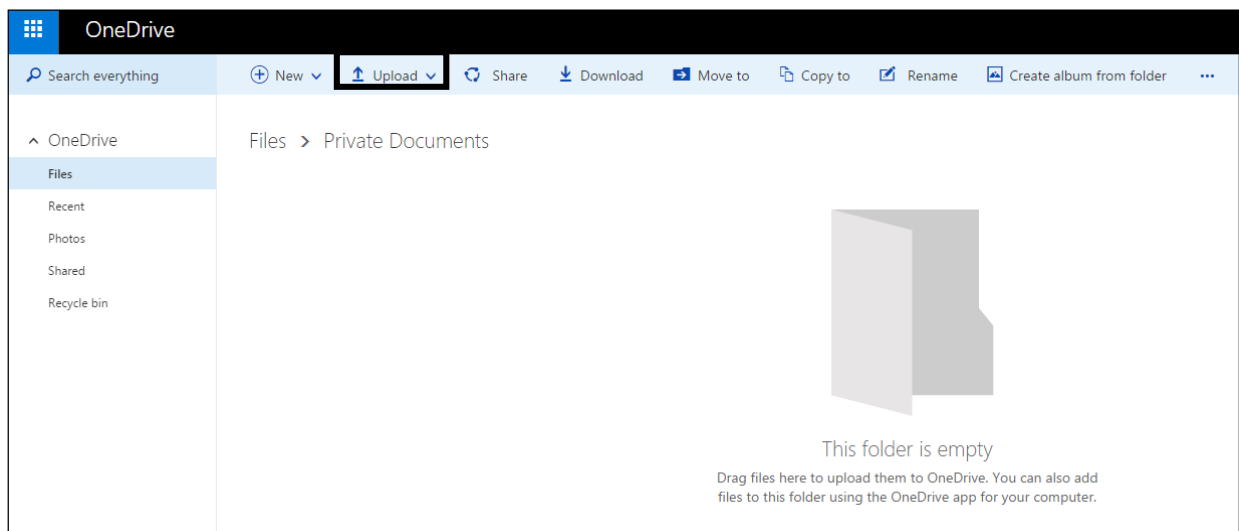 OneDrive
Search everything
New
Upload
Share
Download
Move to
Copy to
Rename
Create album from folder
...
OneDrive
Files
Recent
Photos
Shared
Recycle bin
Files > Private Documents
This folder is empty
Drag files here to upload them to OneDrive. You can also add
files to this folder using the OneDrive app for your computer.